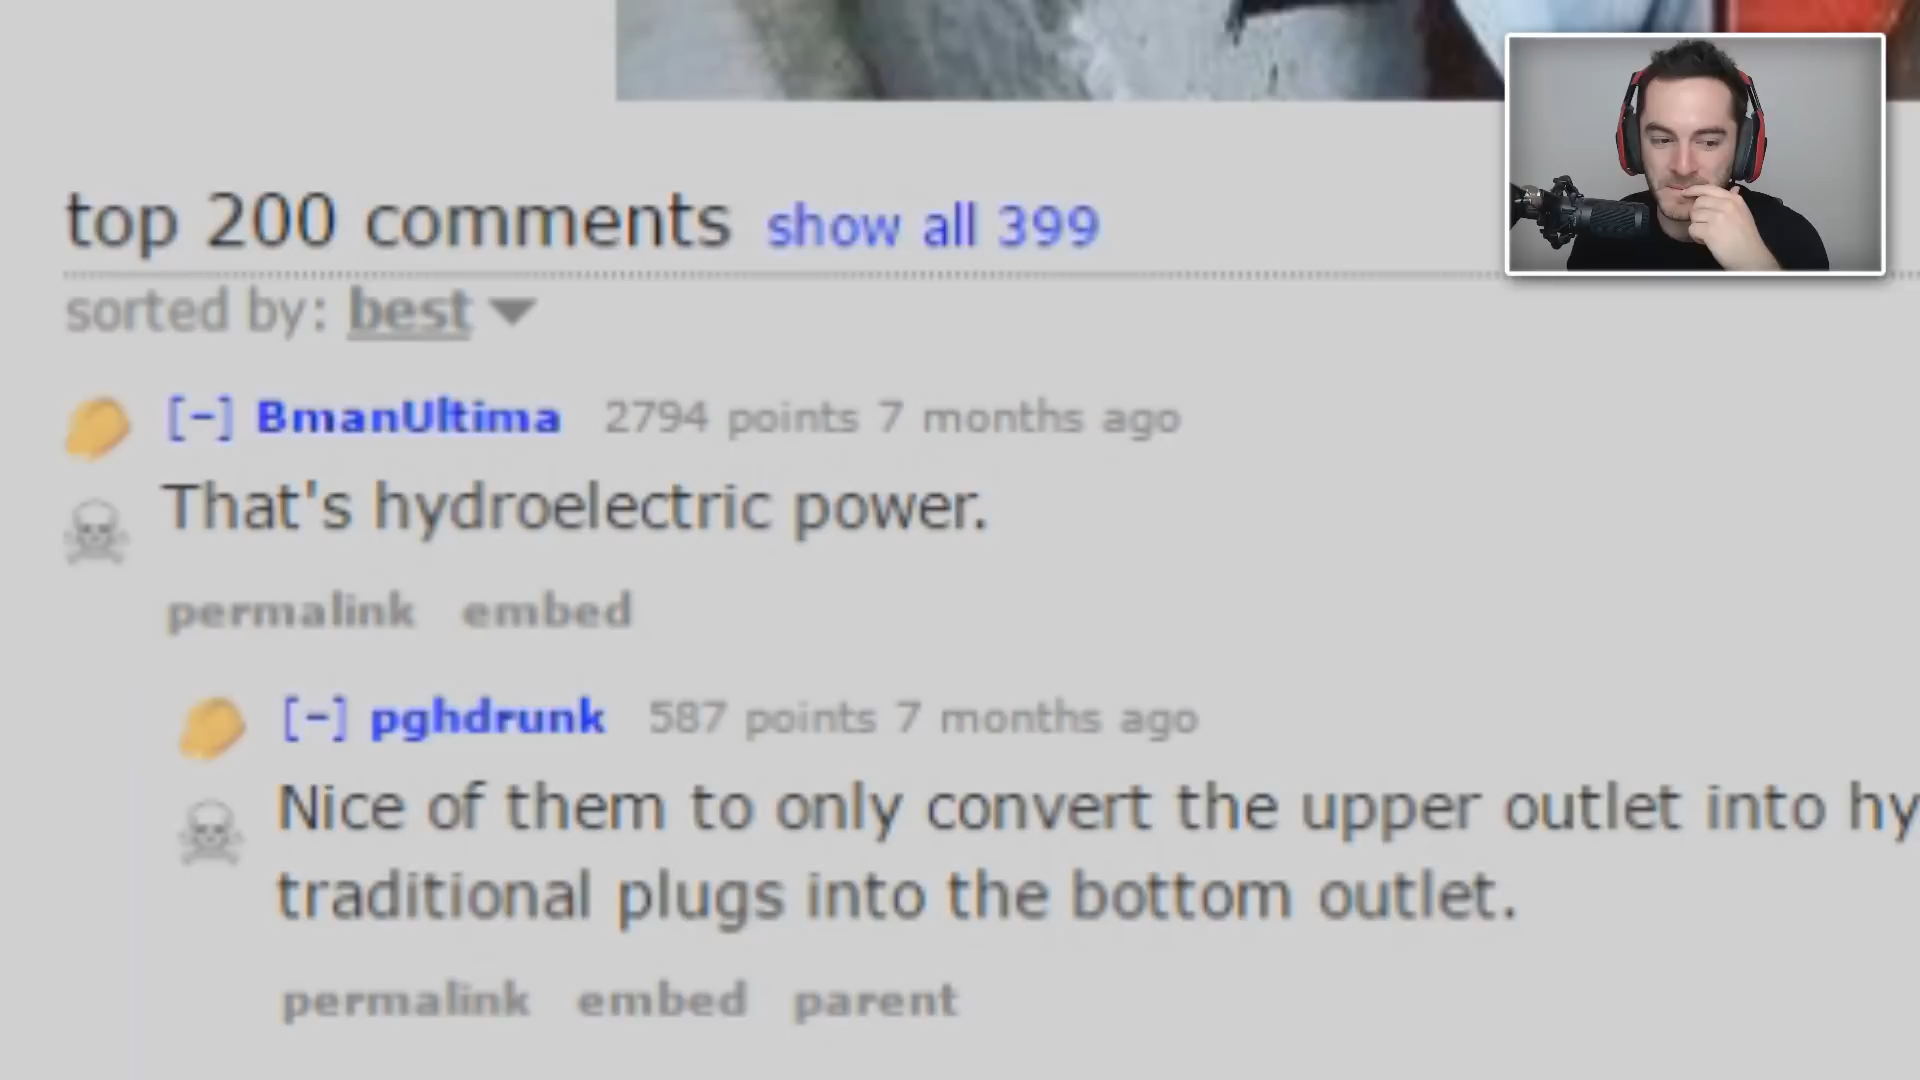 top 200 comments show all 399
sorted by: best
[-] BmanUltima 2794 points 7 months ago
That's hydroelectric power.
permalink embed
[-] pghdrunk 587 points 7 months ago
Nice of them to only convert the upper outlet into hy
traditional plugs into the bottom outlet.
permalink embed parent